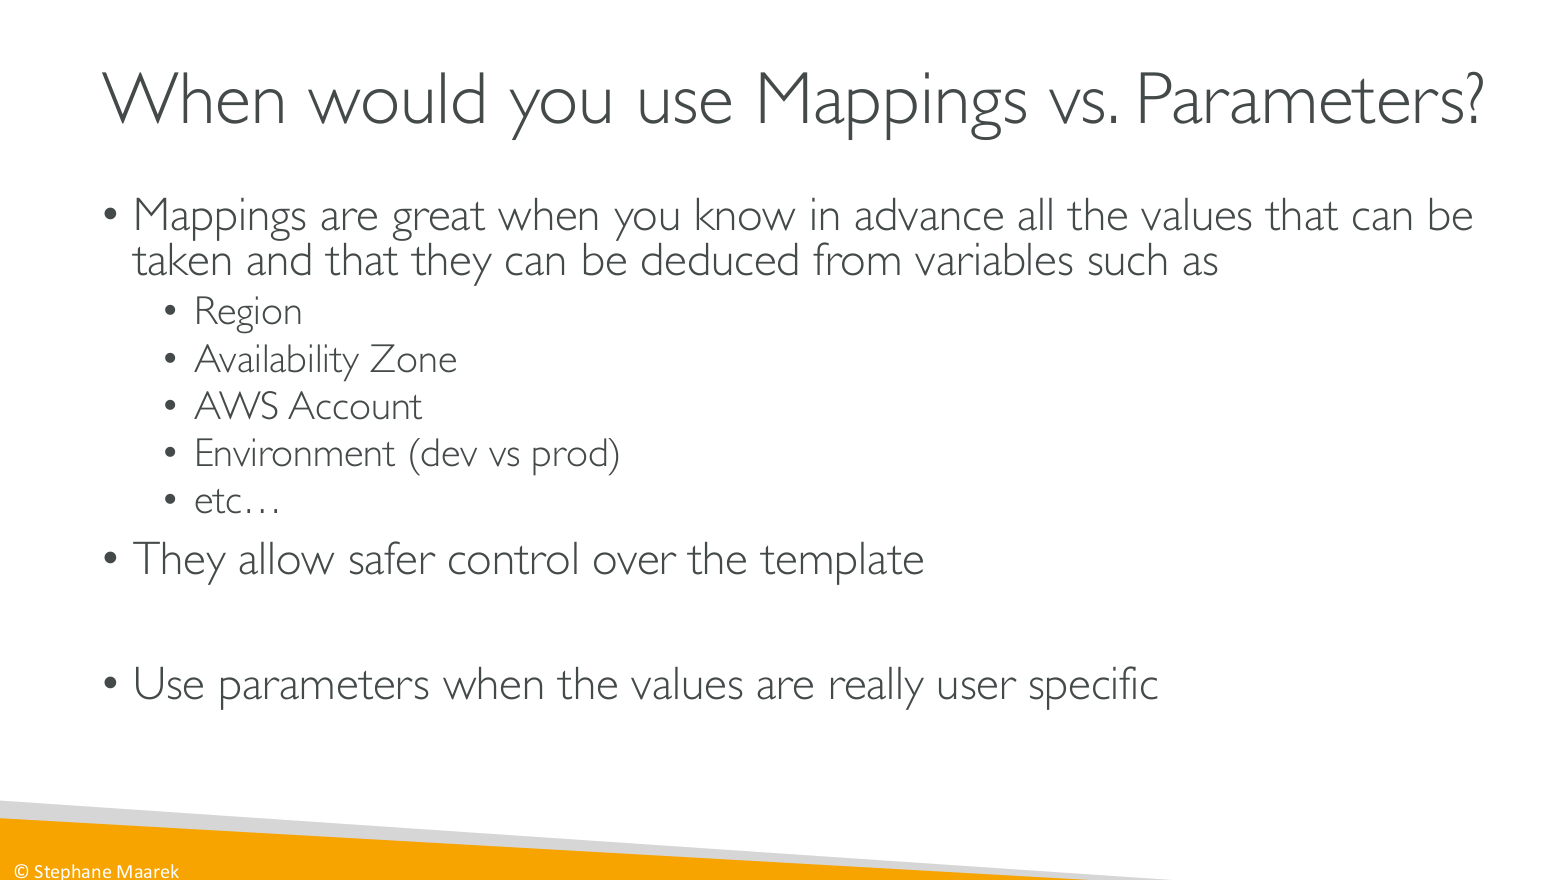 When would you use Mappings vs. Parameters?
• Mappings are great when you know in advance all the values that can be
taken and that they can be deduced from variables such as
• Region
• Availability Zone
• AWS Account
• Environment (dev vs prod)
• etc…
• They allow safer control over the template
• Use parameters when the values are really user specific
© Stephane Maarek